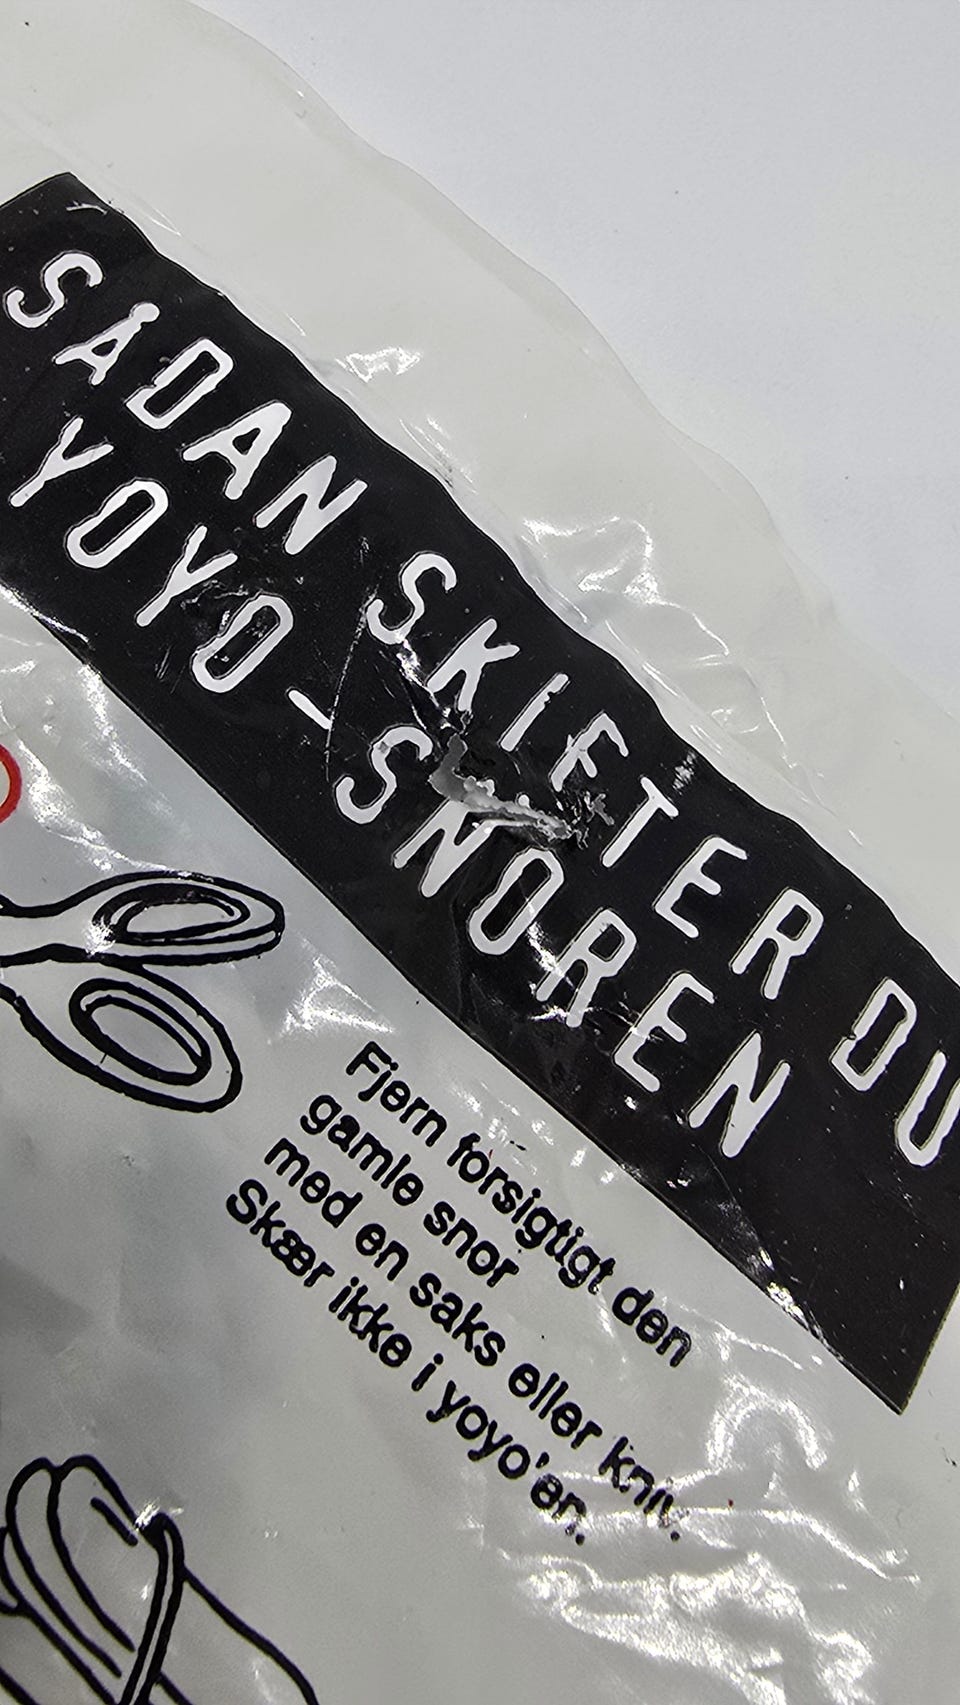 SÅDAN SKIFTER DU
YOYO-SNOREN
Fjern forsigtigt den
gamle snor
med en saks eller kniv.
Skær ikke i yoyo'en.